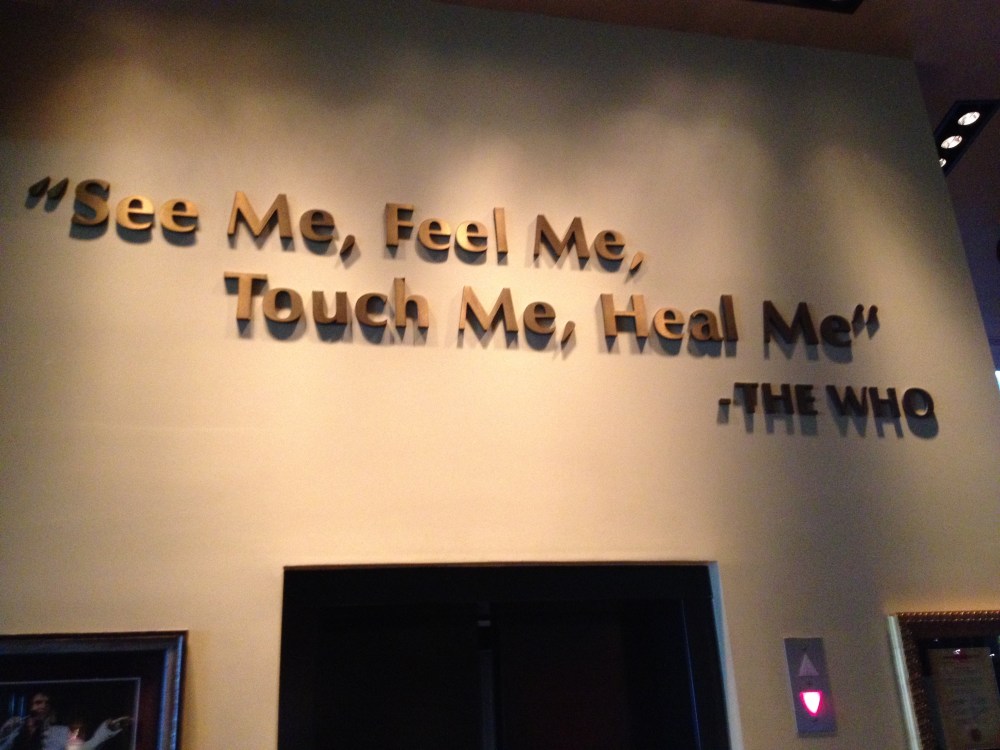 “See Me, Feel Me,
Touch Me, Heal Me“
-THE WHO